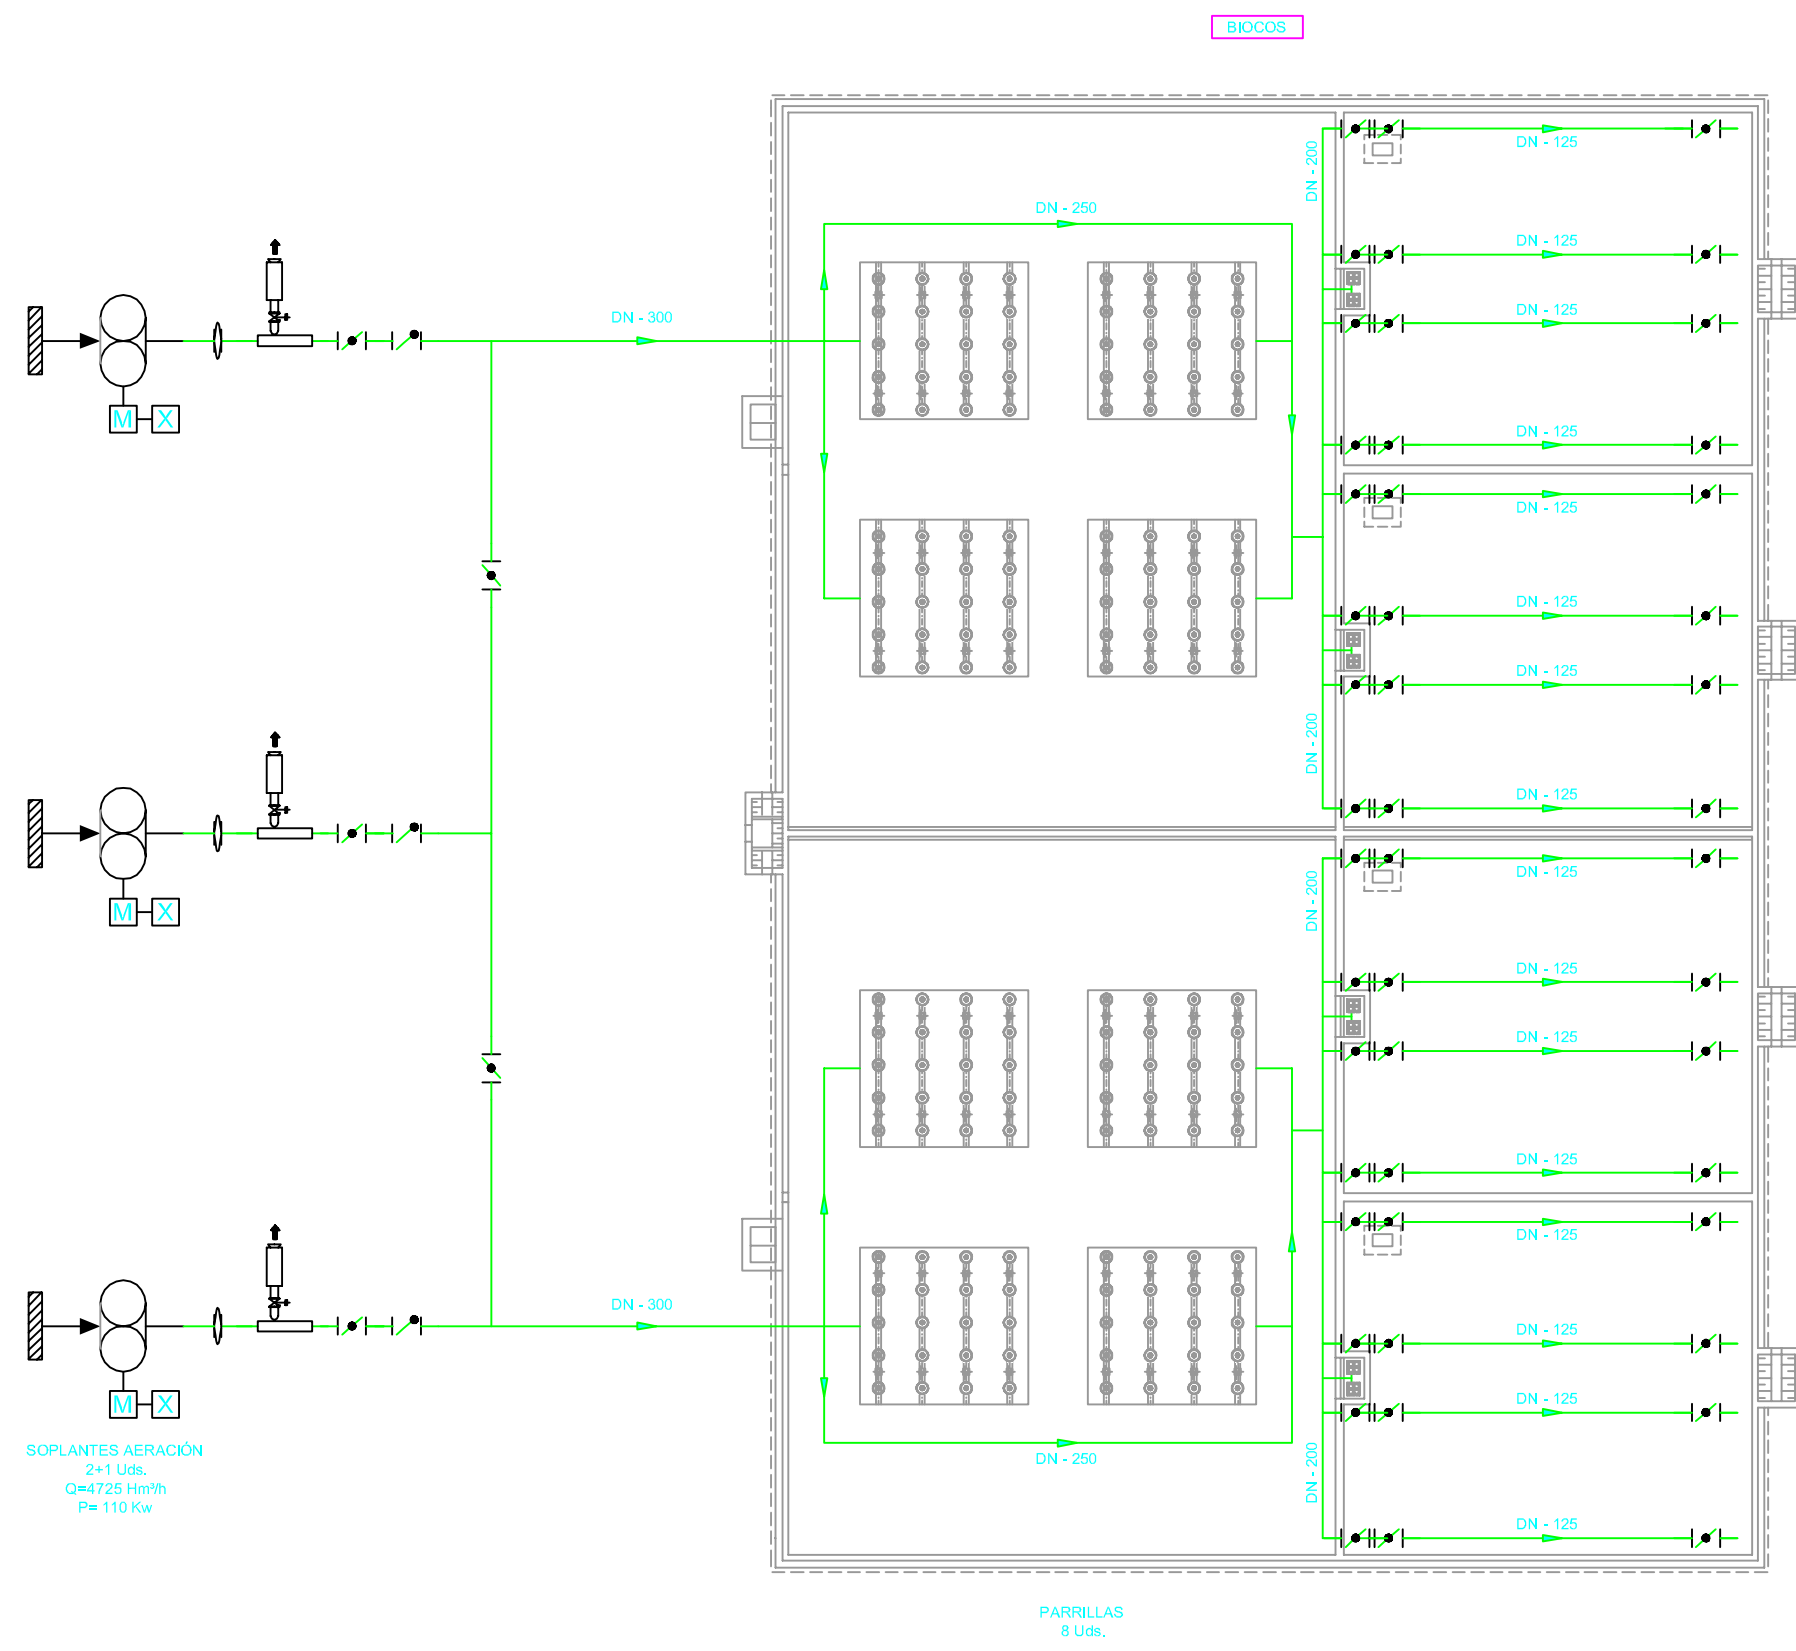 BIOCOS
DN - 200
DN - 125
DN - 250
DN - 125
DN - 300
DN - 125
M X
DN - 125
DN - 125
DN - 125
DN - 125
DN - 200
DN - 125
DN - 125
DN - 200
M X
DN - 125
DN - 125
DN - 125
DN - 125
DN - 300
DN - 125
M X
DN - 125
DN - 250
DN - 200
DN - 125
SOPLANTES AERACIÓN
2+1 Uds.
Q=4725 Hm³/h
P= 110 Kw
PARRILLAS
8 Uds.